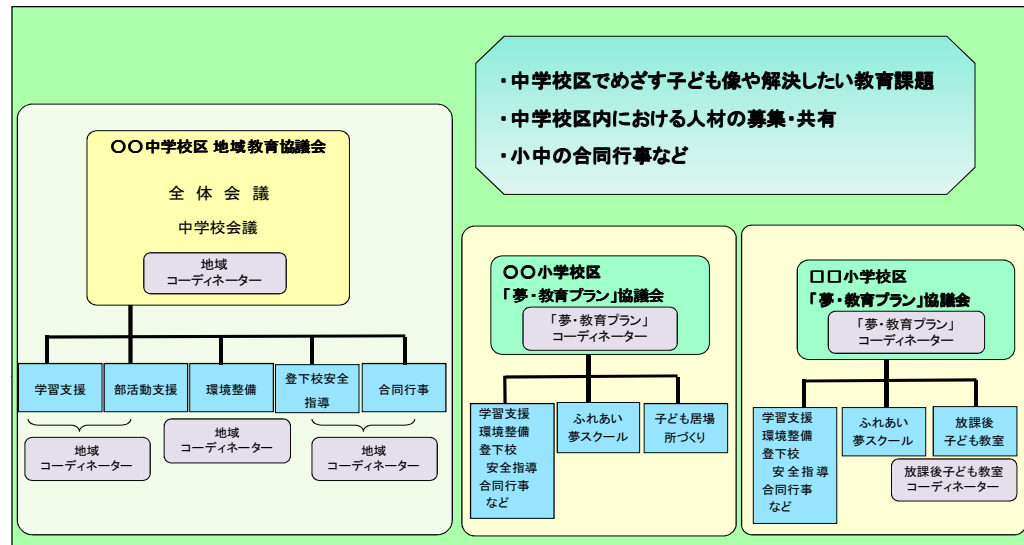 ・中学校区でめざす子ども像や解決したい教育課題
・中学校区内における人材の募集・共有
・小中の合同行事など
〇〇中学校区 地域教育協議会
全 体 会 議
中学校会議
地域
コーディネーター
学習支援
部活動支援
環境整備
登下校安全
指導
合同行事
地域
コーディネーター
地域
コーディネーター
地域
コーディネーター
〇〇小学校区
「夢・教育プラン」協議会
「夢・教育プラン」
コーディネーター
学習支援
環境整備
登下校
安全指導
合同行事
など
ふれあい
夢スクール
子ども居場
所づくり
□□小学校区
「夢・教育プラン」協議会
「夢・教育プラン」
コーディネーター
学習支援
環境整備
登下校
安全指導
合同行事
など
ふれあい
夢スクール
放課後
子ども教室
放課後子ども教室
コーディネーター